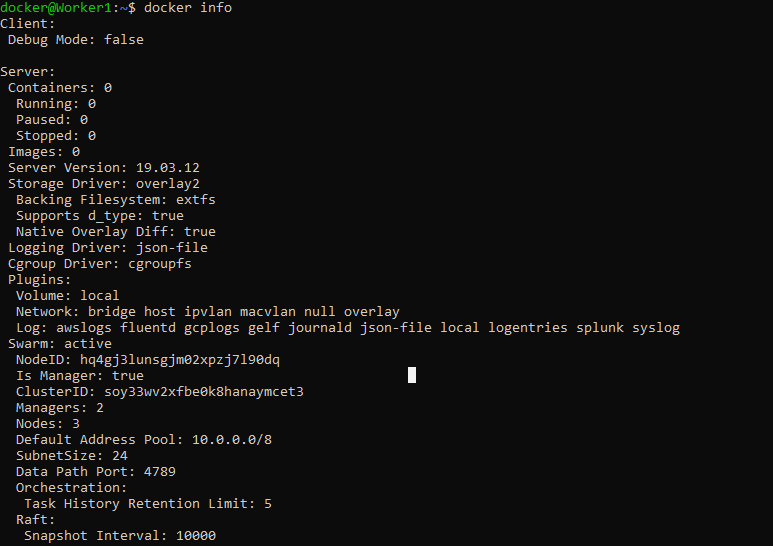 docker@Worker1:~$ docker info
Client:
 Debug Mode: false

Server:
 Containers: 0
  Running: 0
  Paused: 0
  Stopped: 0
 Images: 0
 Server Version: 19.03.12
 Storage Driver: overlay2
  Backing Filesystem: extfs
  Supports d_type: true
  Native Overlay Diff: true
 Logging Driver: json-file
 Cgroup Driver: cgroupfs
 Plugins:
  Volume: local
  Network: bridge host ipvlan macvlan null overlay
  Log: awslogs fluentd gcplogs gelf journald json-file local logentries splunk syslog
 Swarm: active
  NodeID: hq4gj3lunsgjm02xpzj7l90dq
  Is Manager: true
  ClusterID: soy33wv2xfbe0k8hanaymcet3
  Managers: 2
  Nodes: 3
  Default Address Pool: 10.0.0.0/8
  SubnetSize: 24
  Data Path Port: 4789
  Orchestration:
   Task History Retention Limit: 5
  Raft:
   Snapshot Interval: 10000